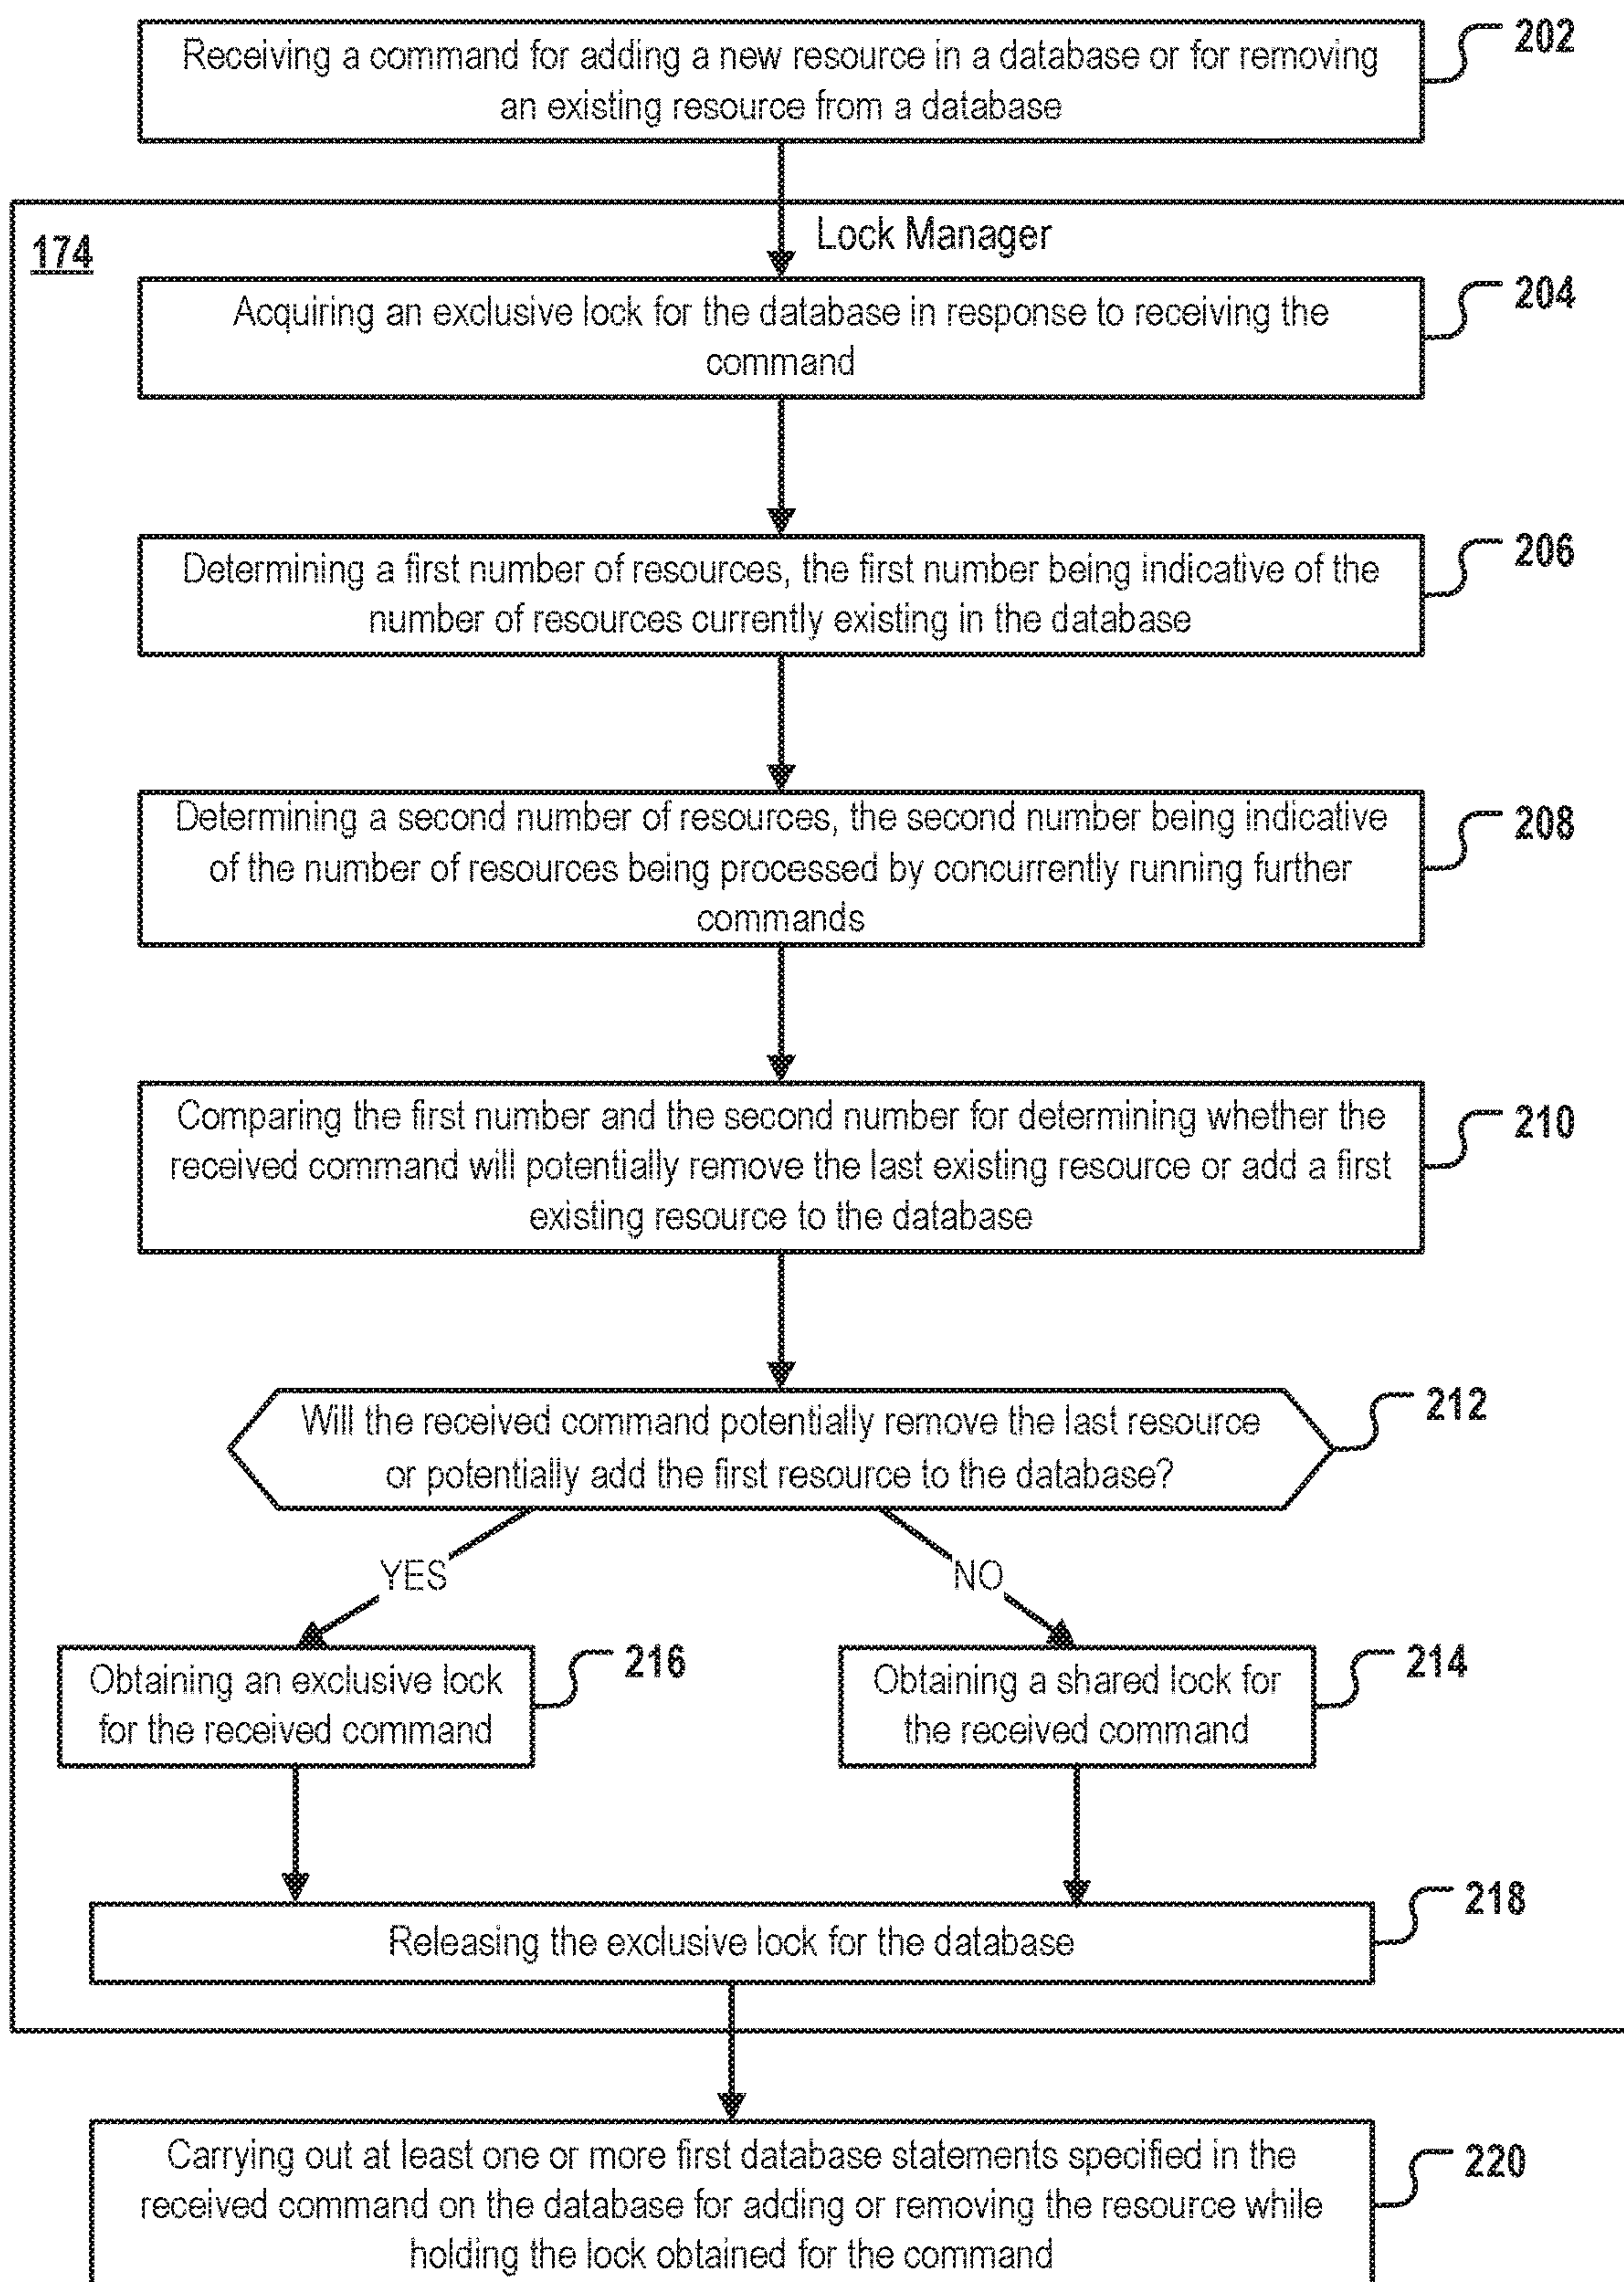 Receiving a command for adding a new resource in a database or for removing
an existing resource from a database
202
174
Lock Manager
Acquiring an exclusive lock for the database in response to receiving the
command
204
Determining a first number of resources, the first number being indicative of the
number of resources currently existing in the database
206
Determining a second number of resources, the second number being indicative
of the number of resources being processed by concurrently running further
commands
208
Comparing the first number and the second number for determining whether the
received command will potentially remove the last existing resource or add a first
existing resource to the database
210
Will the received command potentially remove the last resource
or potentially add the first resource to the database?
212
YES
NO
Obtaining an exclusive lock
for the received command
216
Obtaining a shared lock for
the received command
214
Releasing the exclusive lock for the database
218
Carrying out at least one or more first database statements specified in the
received command on the database for adding or removing the resource while
holding the lock obtained for the command
220